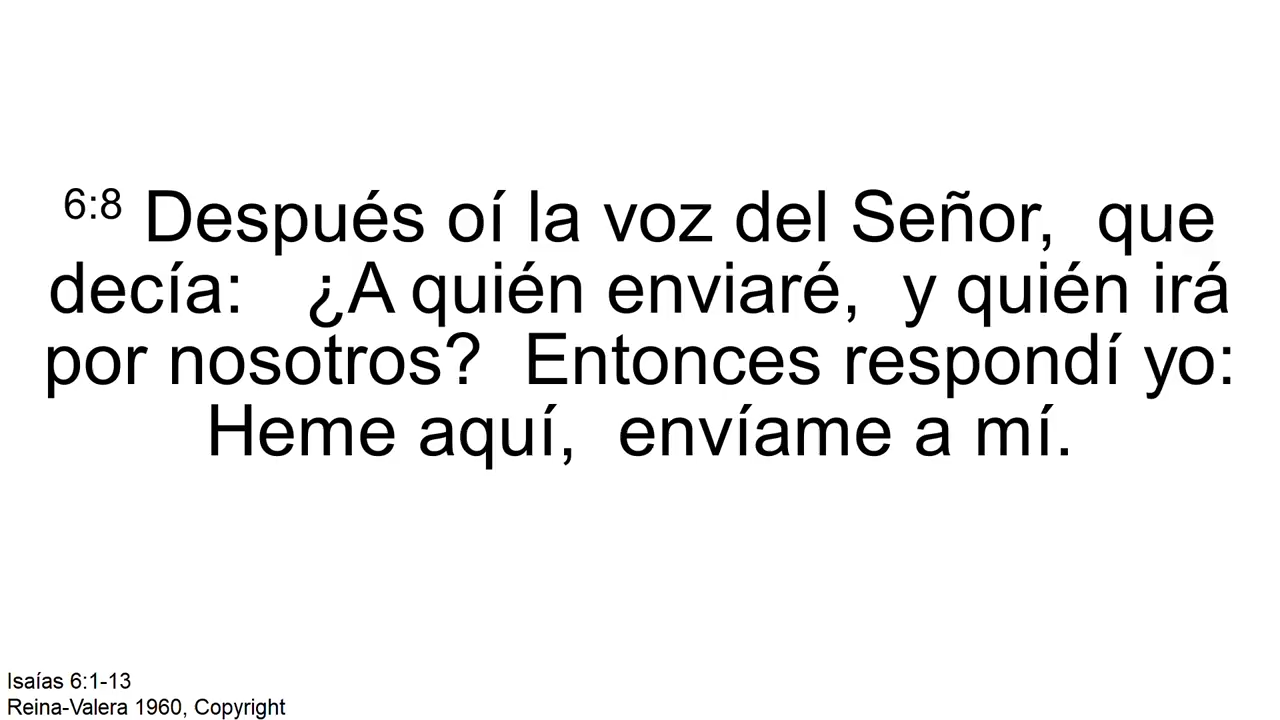 6:8 Después oí la voz del Señor,  que
decía:   ¿A quién enviaré,  y quién irá
por nosotros?  Entonces respondí yo:
Heme aquí,  envíame a mí.
Isaías 6:1-13
Reina-Valera 1960, Copyright